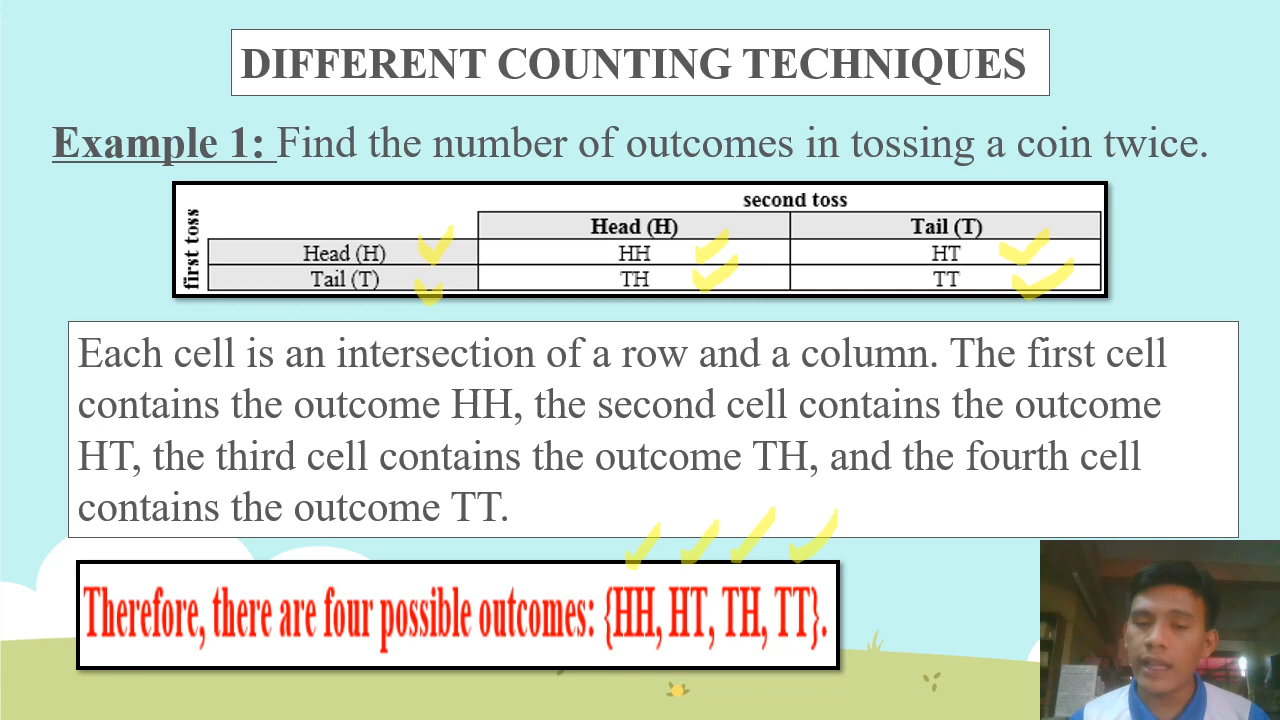 DIFFERENT COUNTING TECHNIQUES
Example 1: Find the number of outcomes in tossing a coin twice.
second toss
first toss
Head (H) Tail (T)
Head (H) HH HT
Tail (T) TH TT
Each cell is an intersection of a row and a column. The first cell
contains the outcome HH, the second cell contains the outcome
HT, the third cell contains the outcome TH, and the fourth cell
contains the outcome TT.
Therefore, there are four possible outcomes: {HH, HT, TH, TT}.